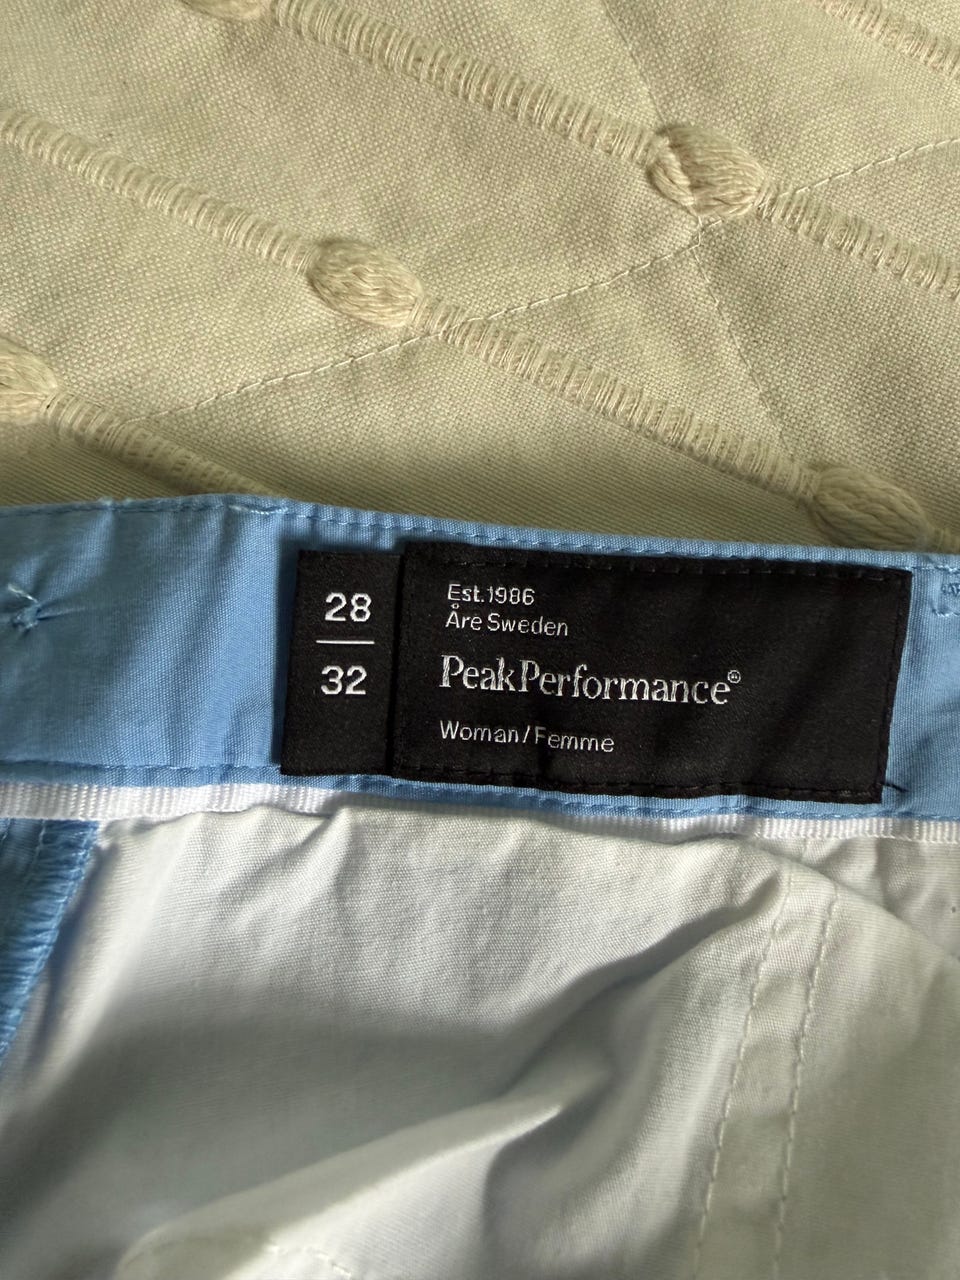 28
32
Est.1986
Åre Sweden
PeakPerformance®
Woman/Femme